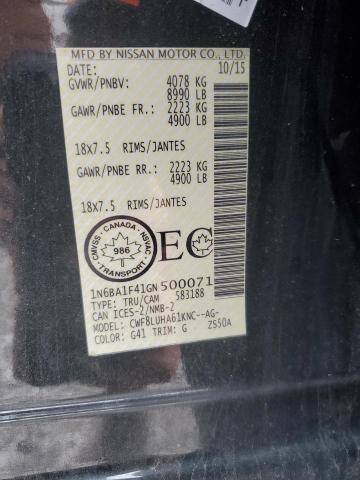 MFD BY NISSAN MOTOR CO., LTD.
DATE: 10/15
GVWR/PNBV: 4078 KG
8990 LB
GAWR/PNBE FR.: 2223 KG
4900 LB
18X7.5 RIMS/JANTES
GAWR/PNBE RR.: 2223 KG
4900 LB
18X7.5 RIMS/JANTES
CMVSS - CANADA - NSVAC
986
TRANSPORT
EC
1N6BA1F41GN500071
TYPE: TRU/CAM 583188
CAN ICES-2/NMB-2
MODEL: CWF8LUHA61KNC--AG-
COLOR: G41 TRIM: G ZS50A